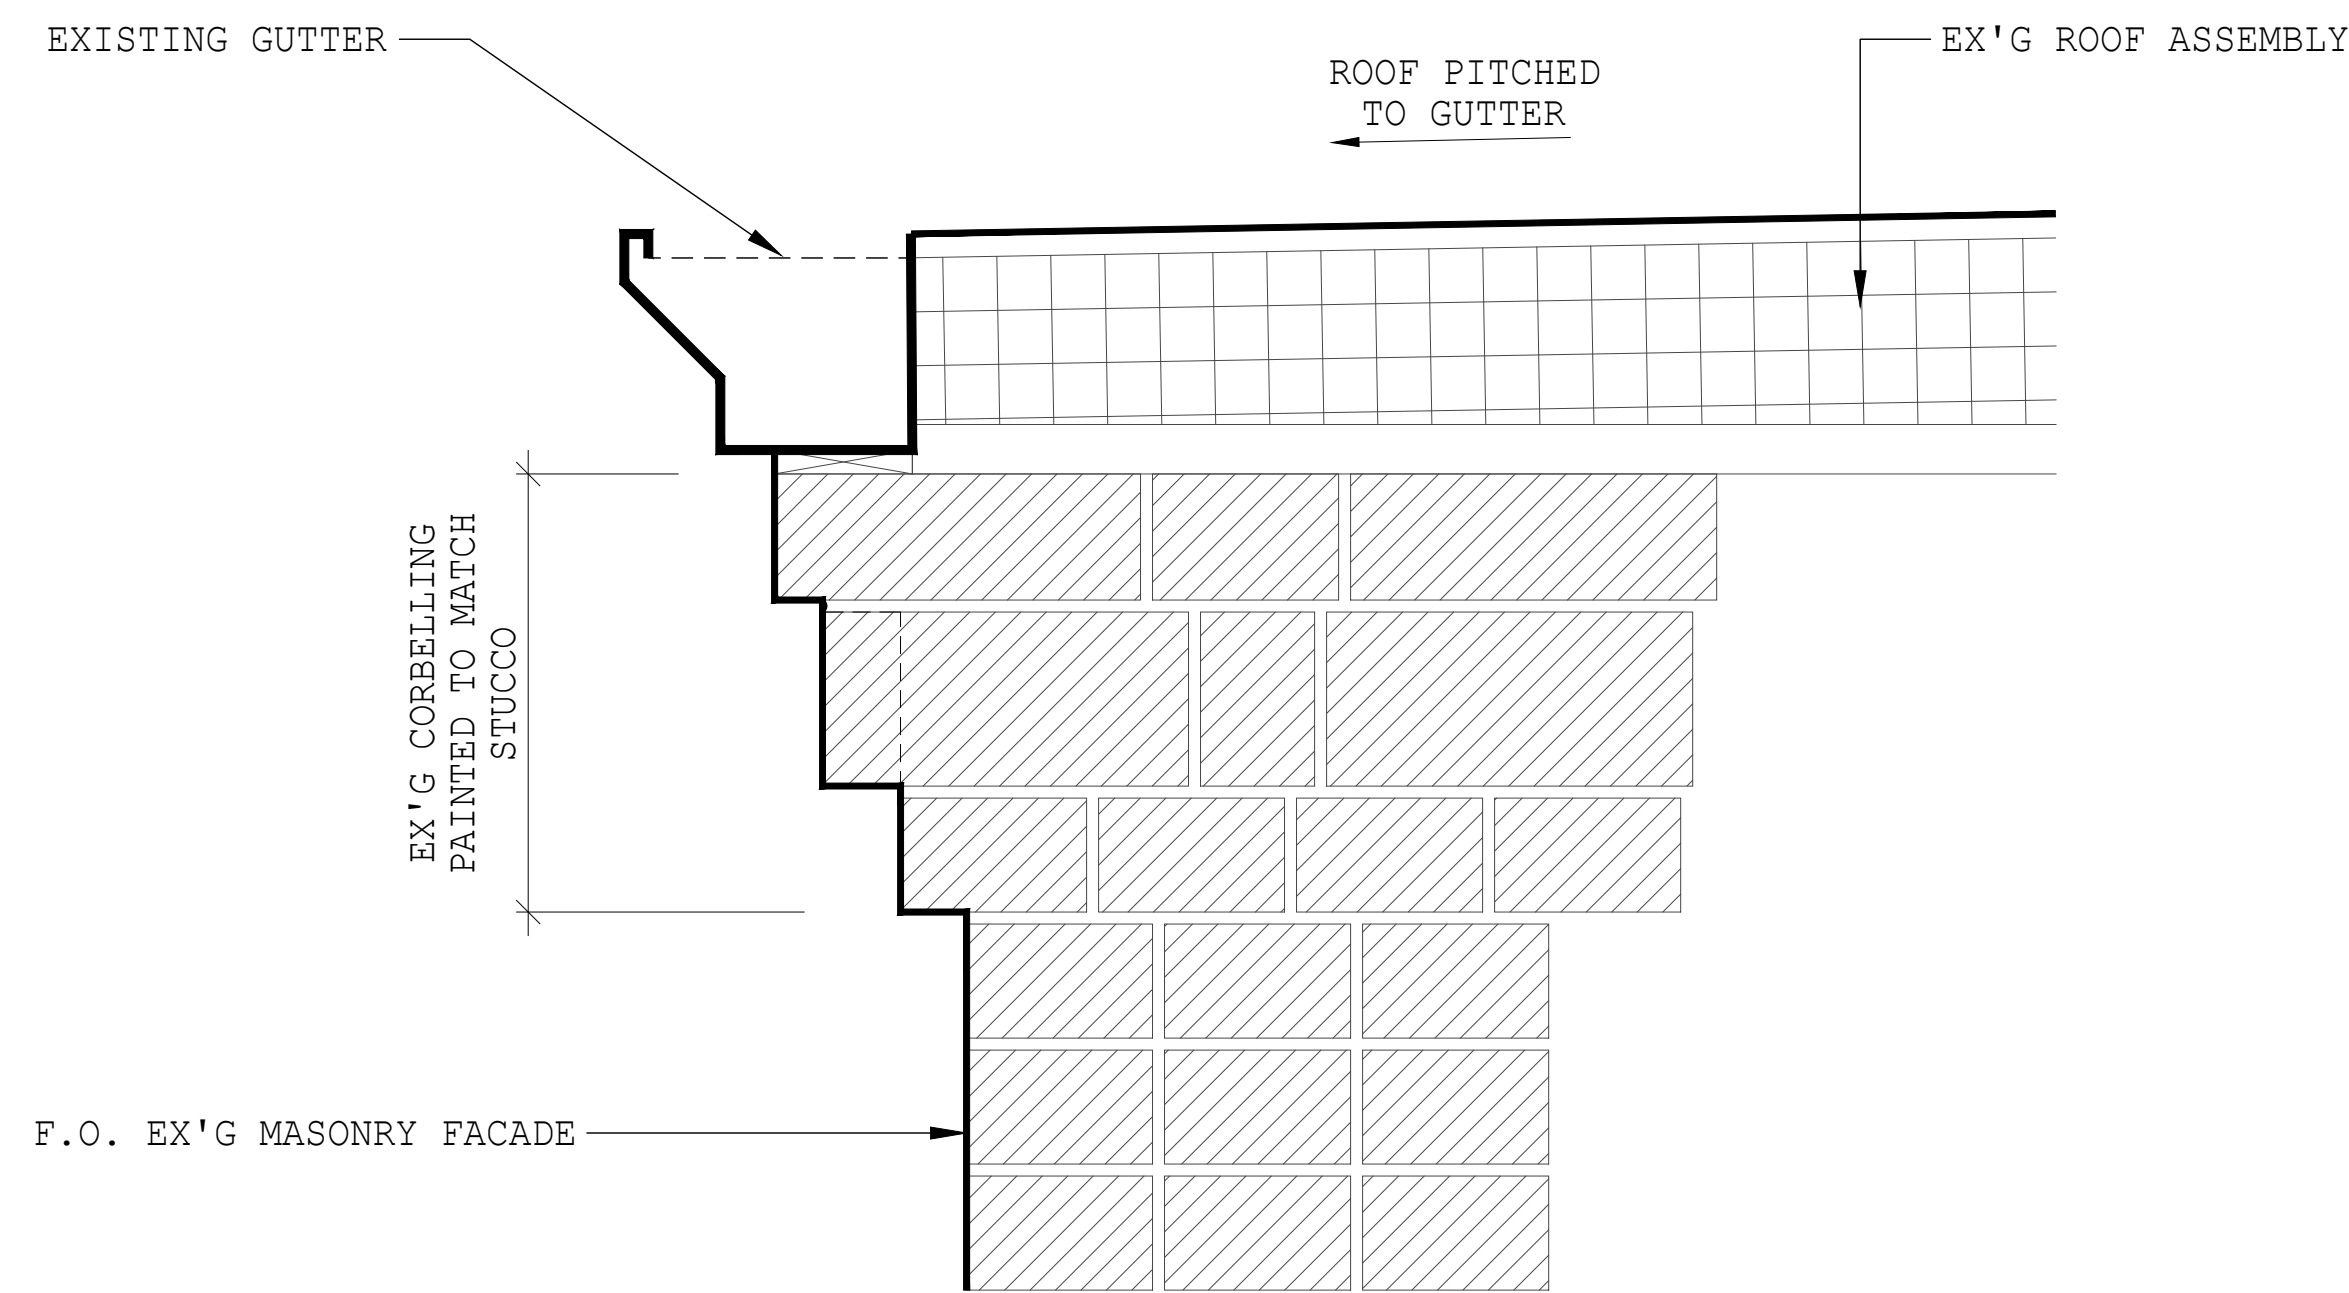 EXISTING GUTTER
EX'G ROOF ASSEMBLY
ROOF PITCHED
TO GUTTER
EX'G CORBELLING
PAINTED TO MATCH
STUCCO
F.O. EX'G MASONRY FACADE